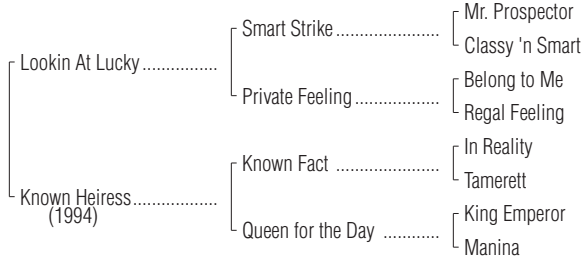 Mr. Prospector
Smart Strike ....................
Classy 'n Smart
Lookin At Lucky ...............
Belong to Me
Private Feeling ................
Regal Feeling
In Reality
Known Fact ....................
Tamerett
Known Heiress.................
(1994)
King Emperor
Queen for the Day ...........
Manina